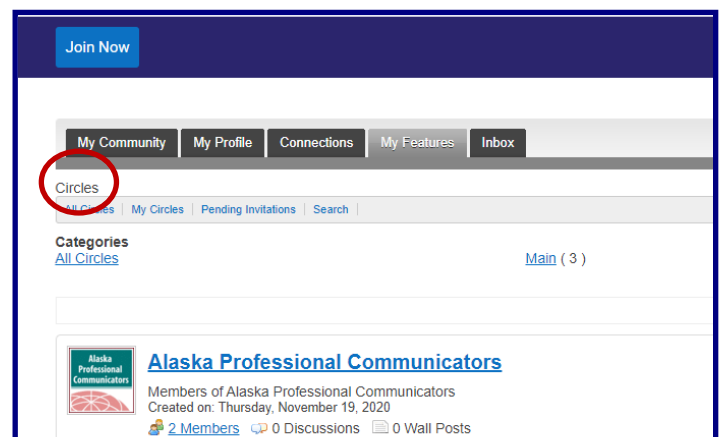 Join Now
My Community My Profile Connections My Features Inbox
Circles
All Circles My Circles Pending Invitations Search
Categories
All Circles Main ( 3 )
Alaska
Professional
Communicators
Alaska Professional Communicators
Members of Alaska Professional Communicators
Created on: Thursday, November 19, 2020
2 Members 0 Discussions 0 Wall Posts